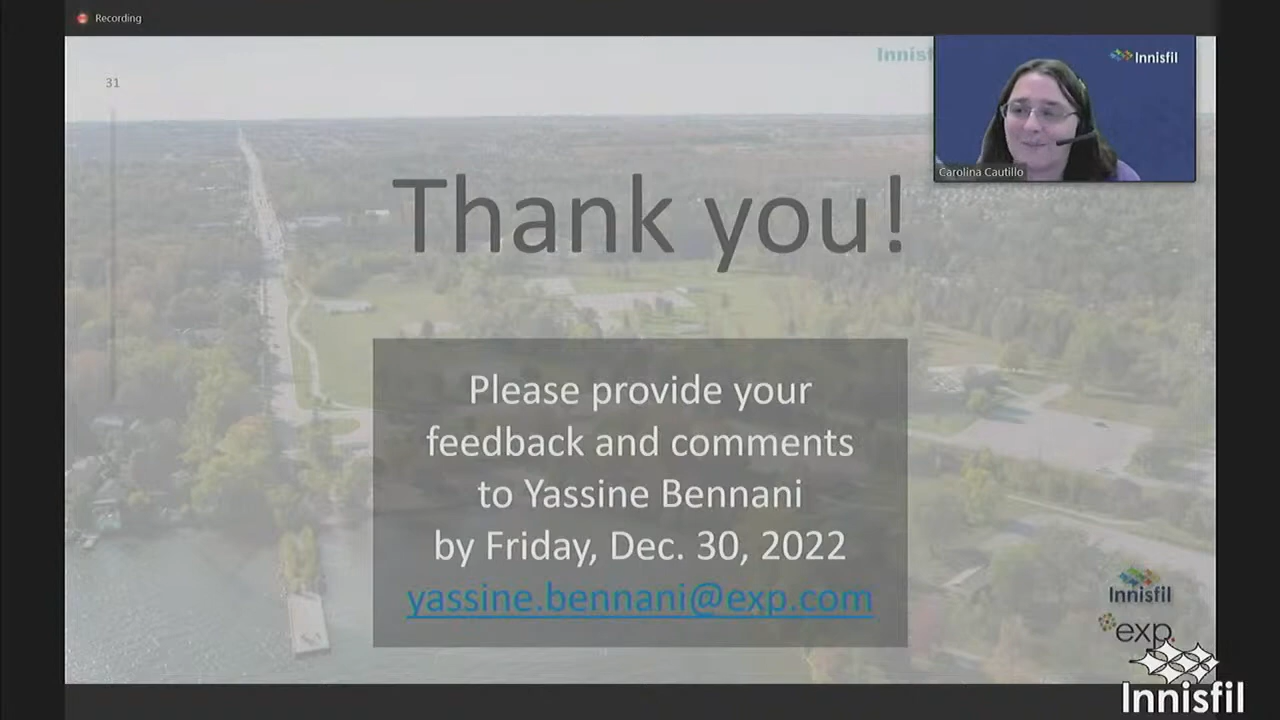 Recording
31
Innisf
Innisfil
Carolina Cautillo
Thank you!
Please provide your
feedback and comments
to Yassine Bennani
by Friday, Dec. 30, 2022
yassine.bennani@exp.com
Innisfil
exp.
Innisfil